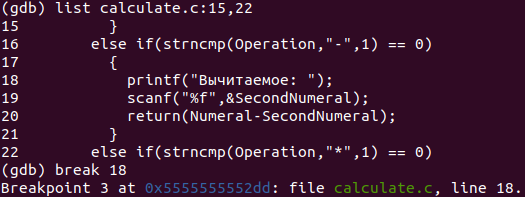 (gdb) list calculate.c:15,22
15          }
16        else if(strncmp(Operation,"-",1) == 0)
17          {
18            printf("Вычитаемое: ");
19            scanf("%f",&SecondNumeral);
20            return(Numeral-SecondNumeral);
21          }
22        else if(strncmp(Operation,"*",1) == 0)
(gdb) break 18
Breakpoint 3 at 0x5555555552dd: file calculate.c, line 18.